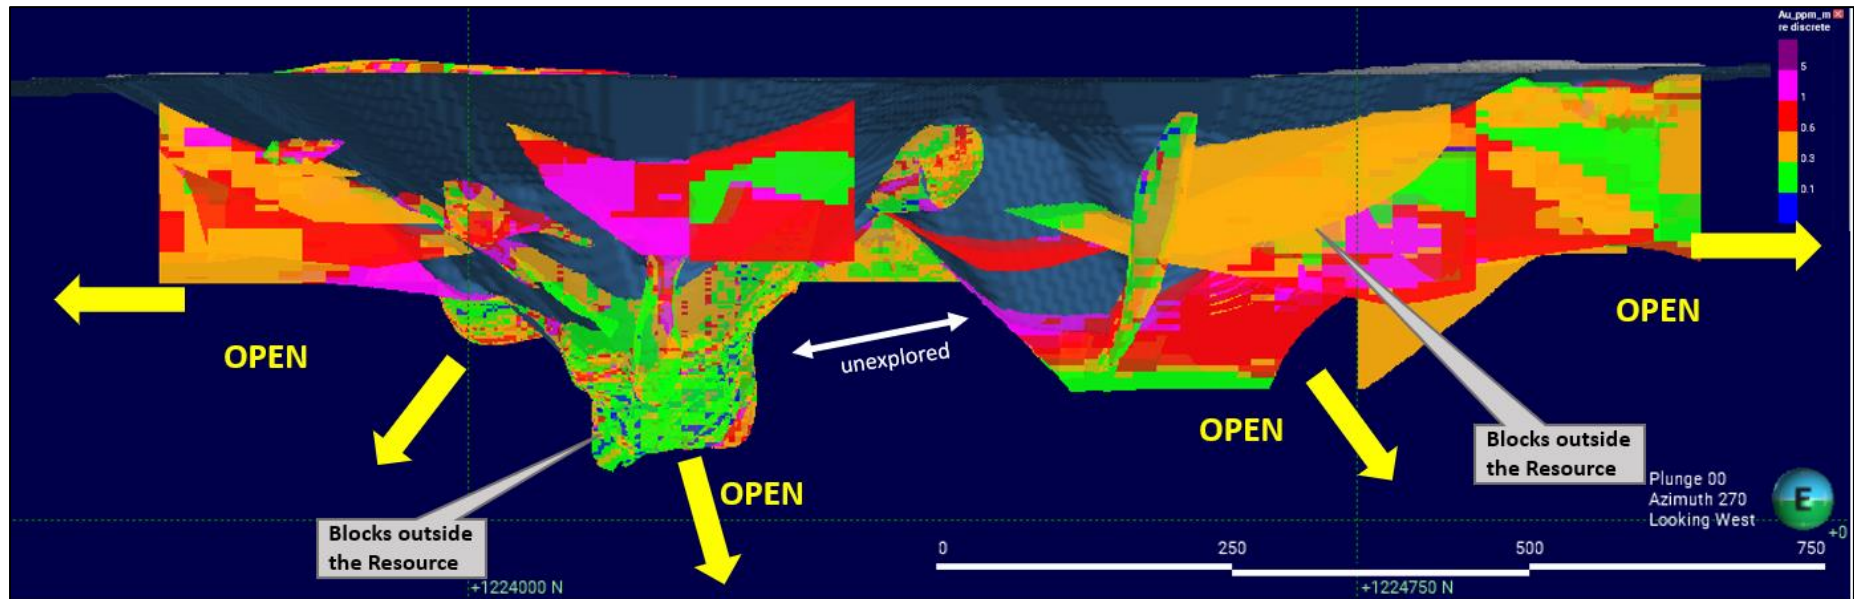 Au_ppm_m
re discrete
5
1
0.6
0.3
0.1
OPEN
OPEN
unexplored
OPEN
OPEN
Blocks outside
the Resource
Blocks outside
the Resource
Plunge 00
Azimuth 270
Looking West
E
+0
0
250
500
750
+1224000 N
+1224750 N